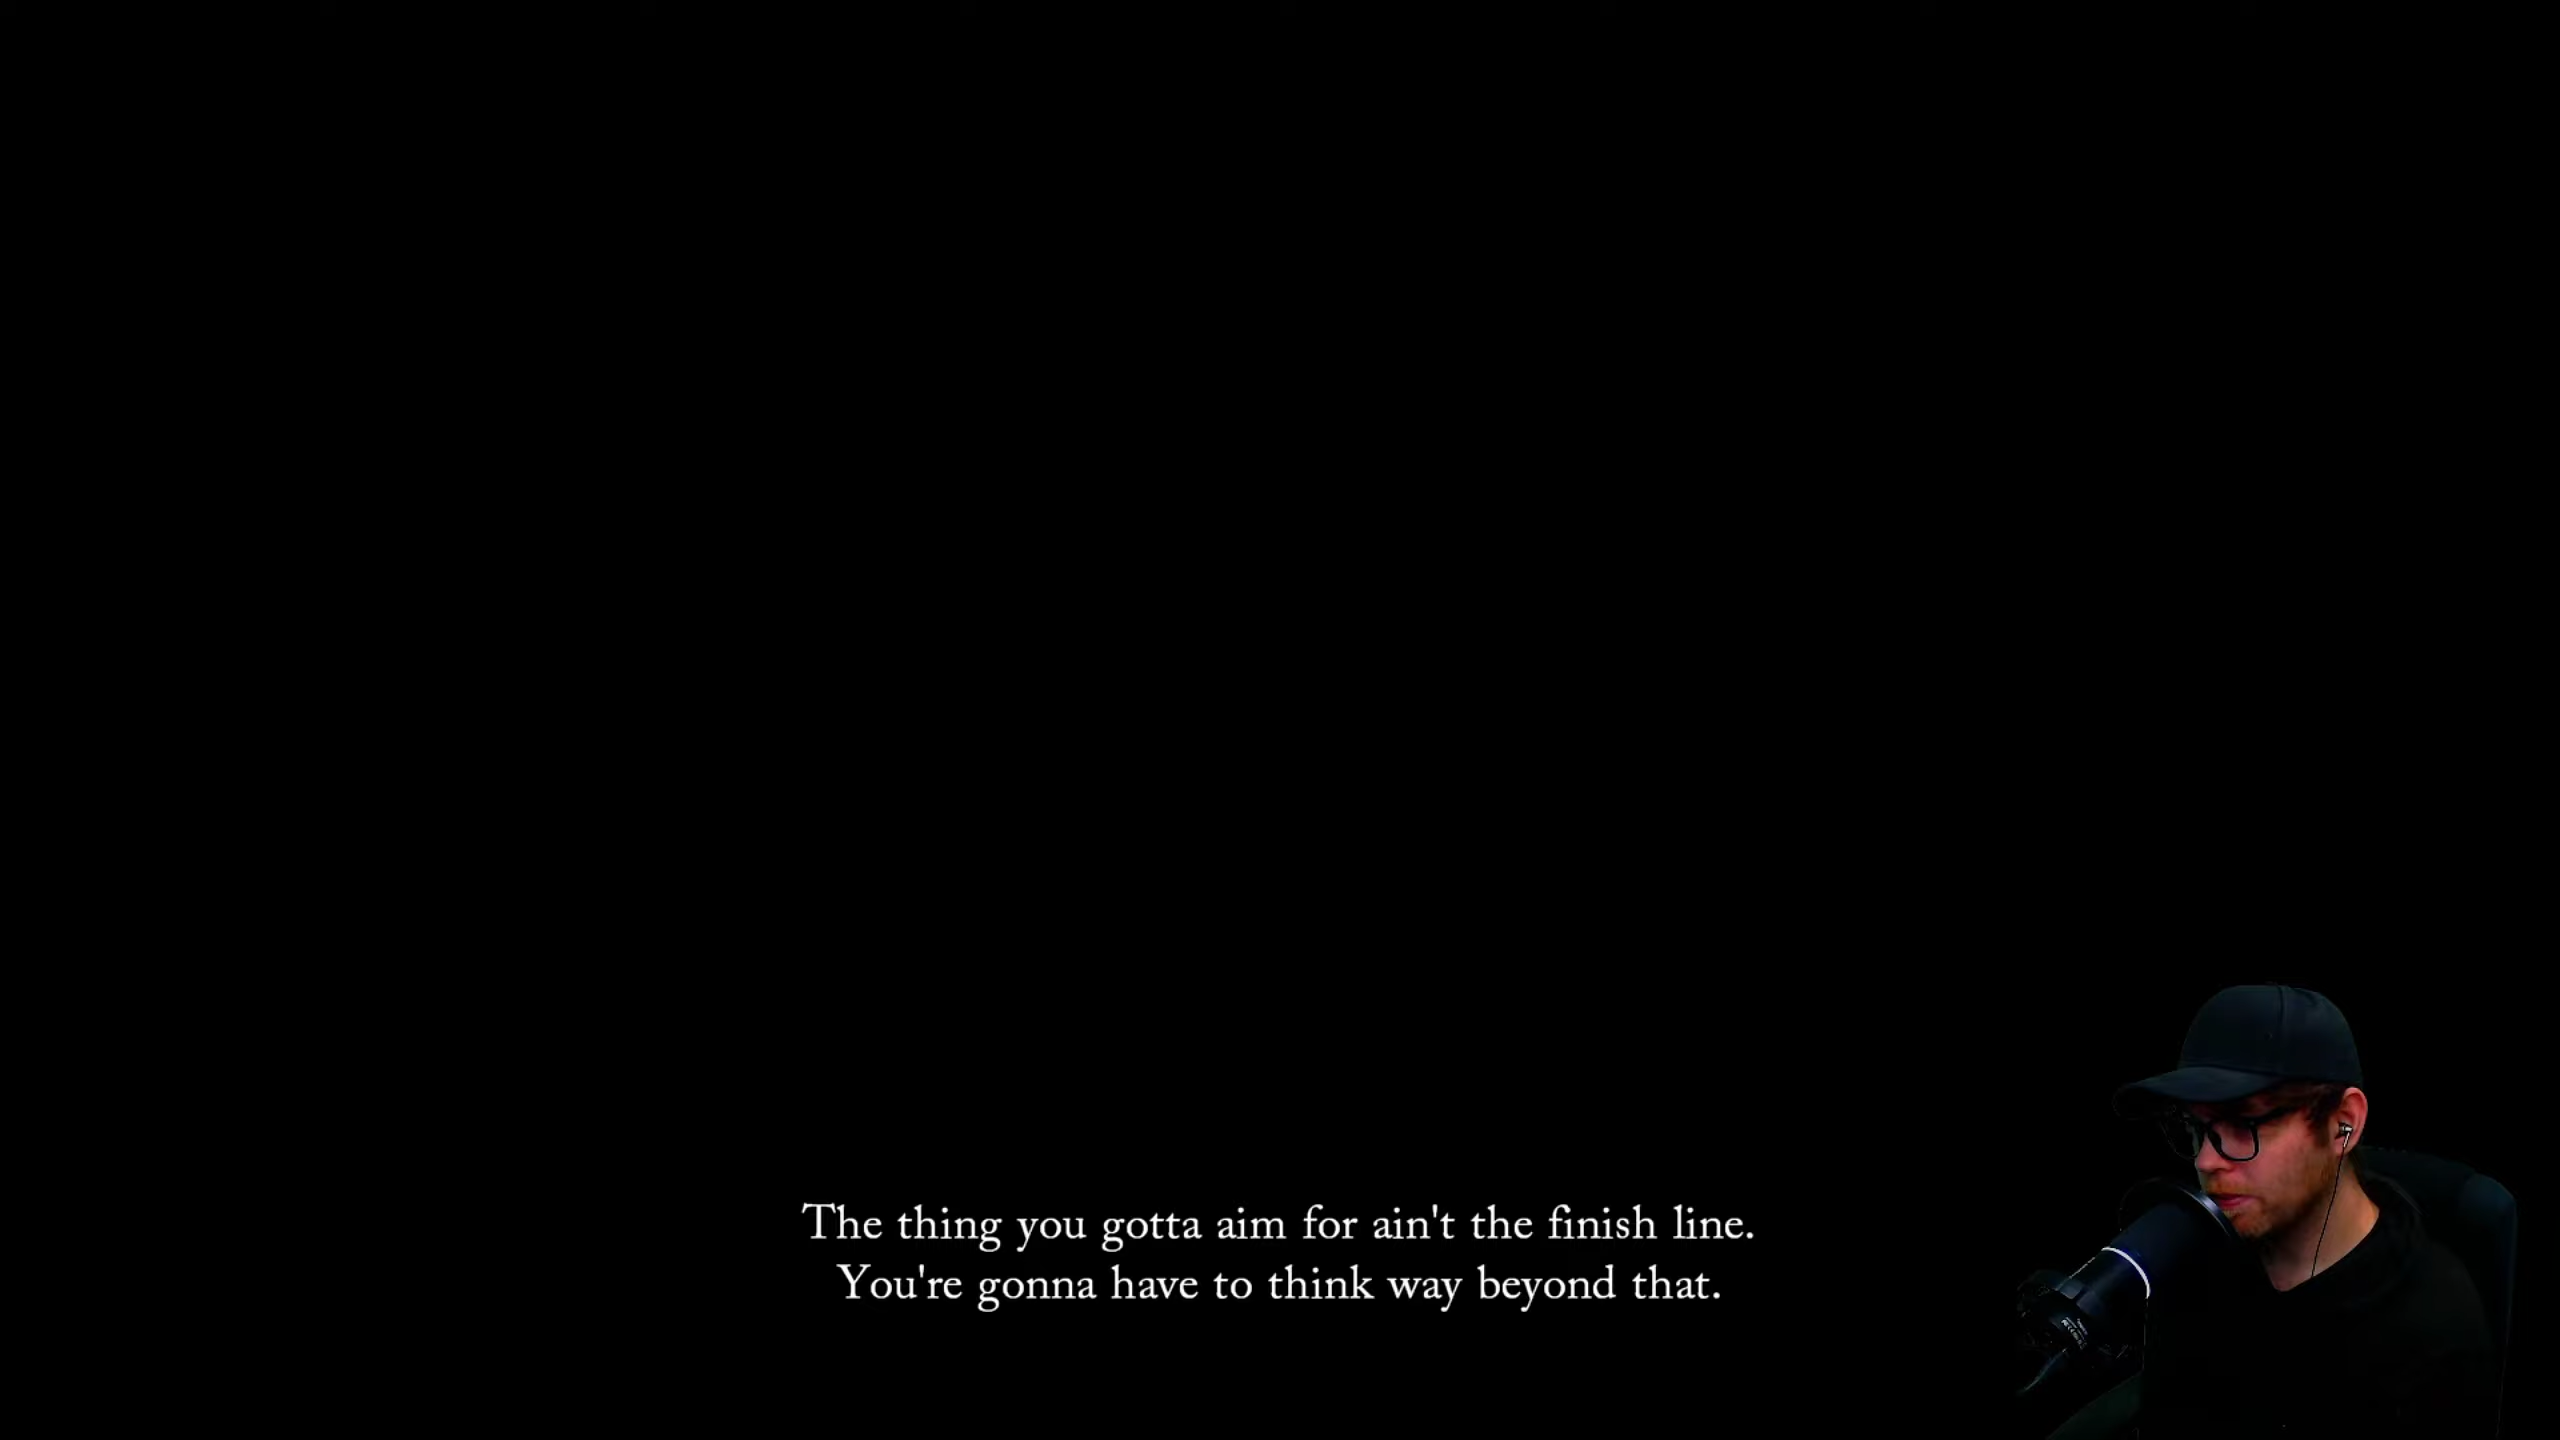 The thing you gotta aim for ain't the finish line.
You're gonna have to think way beyond that.